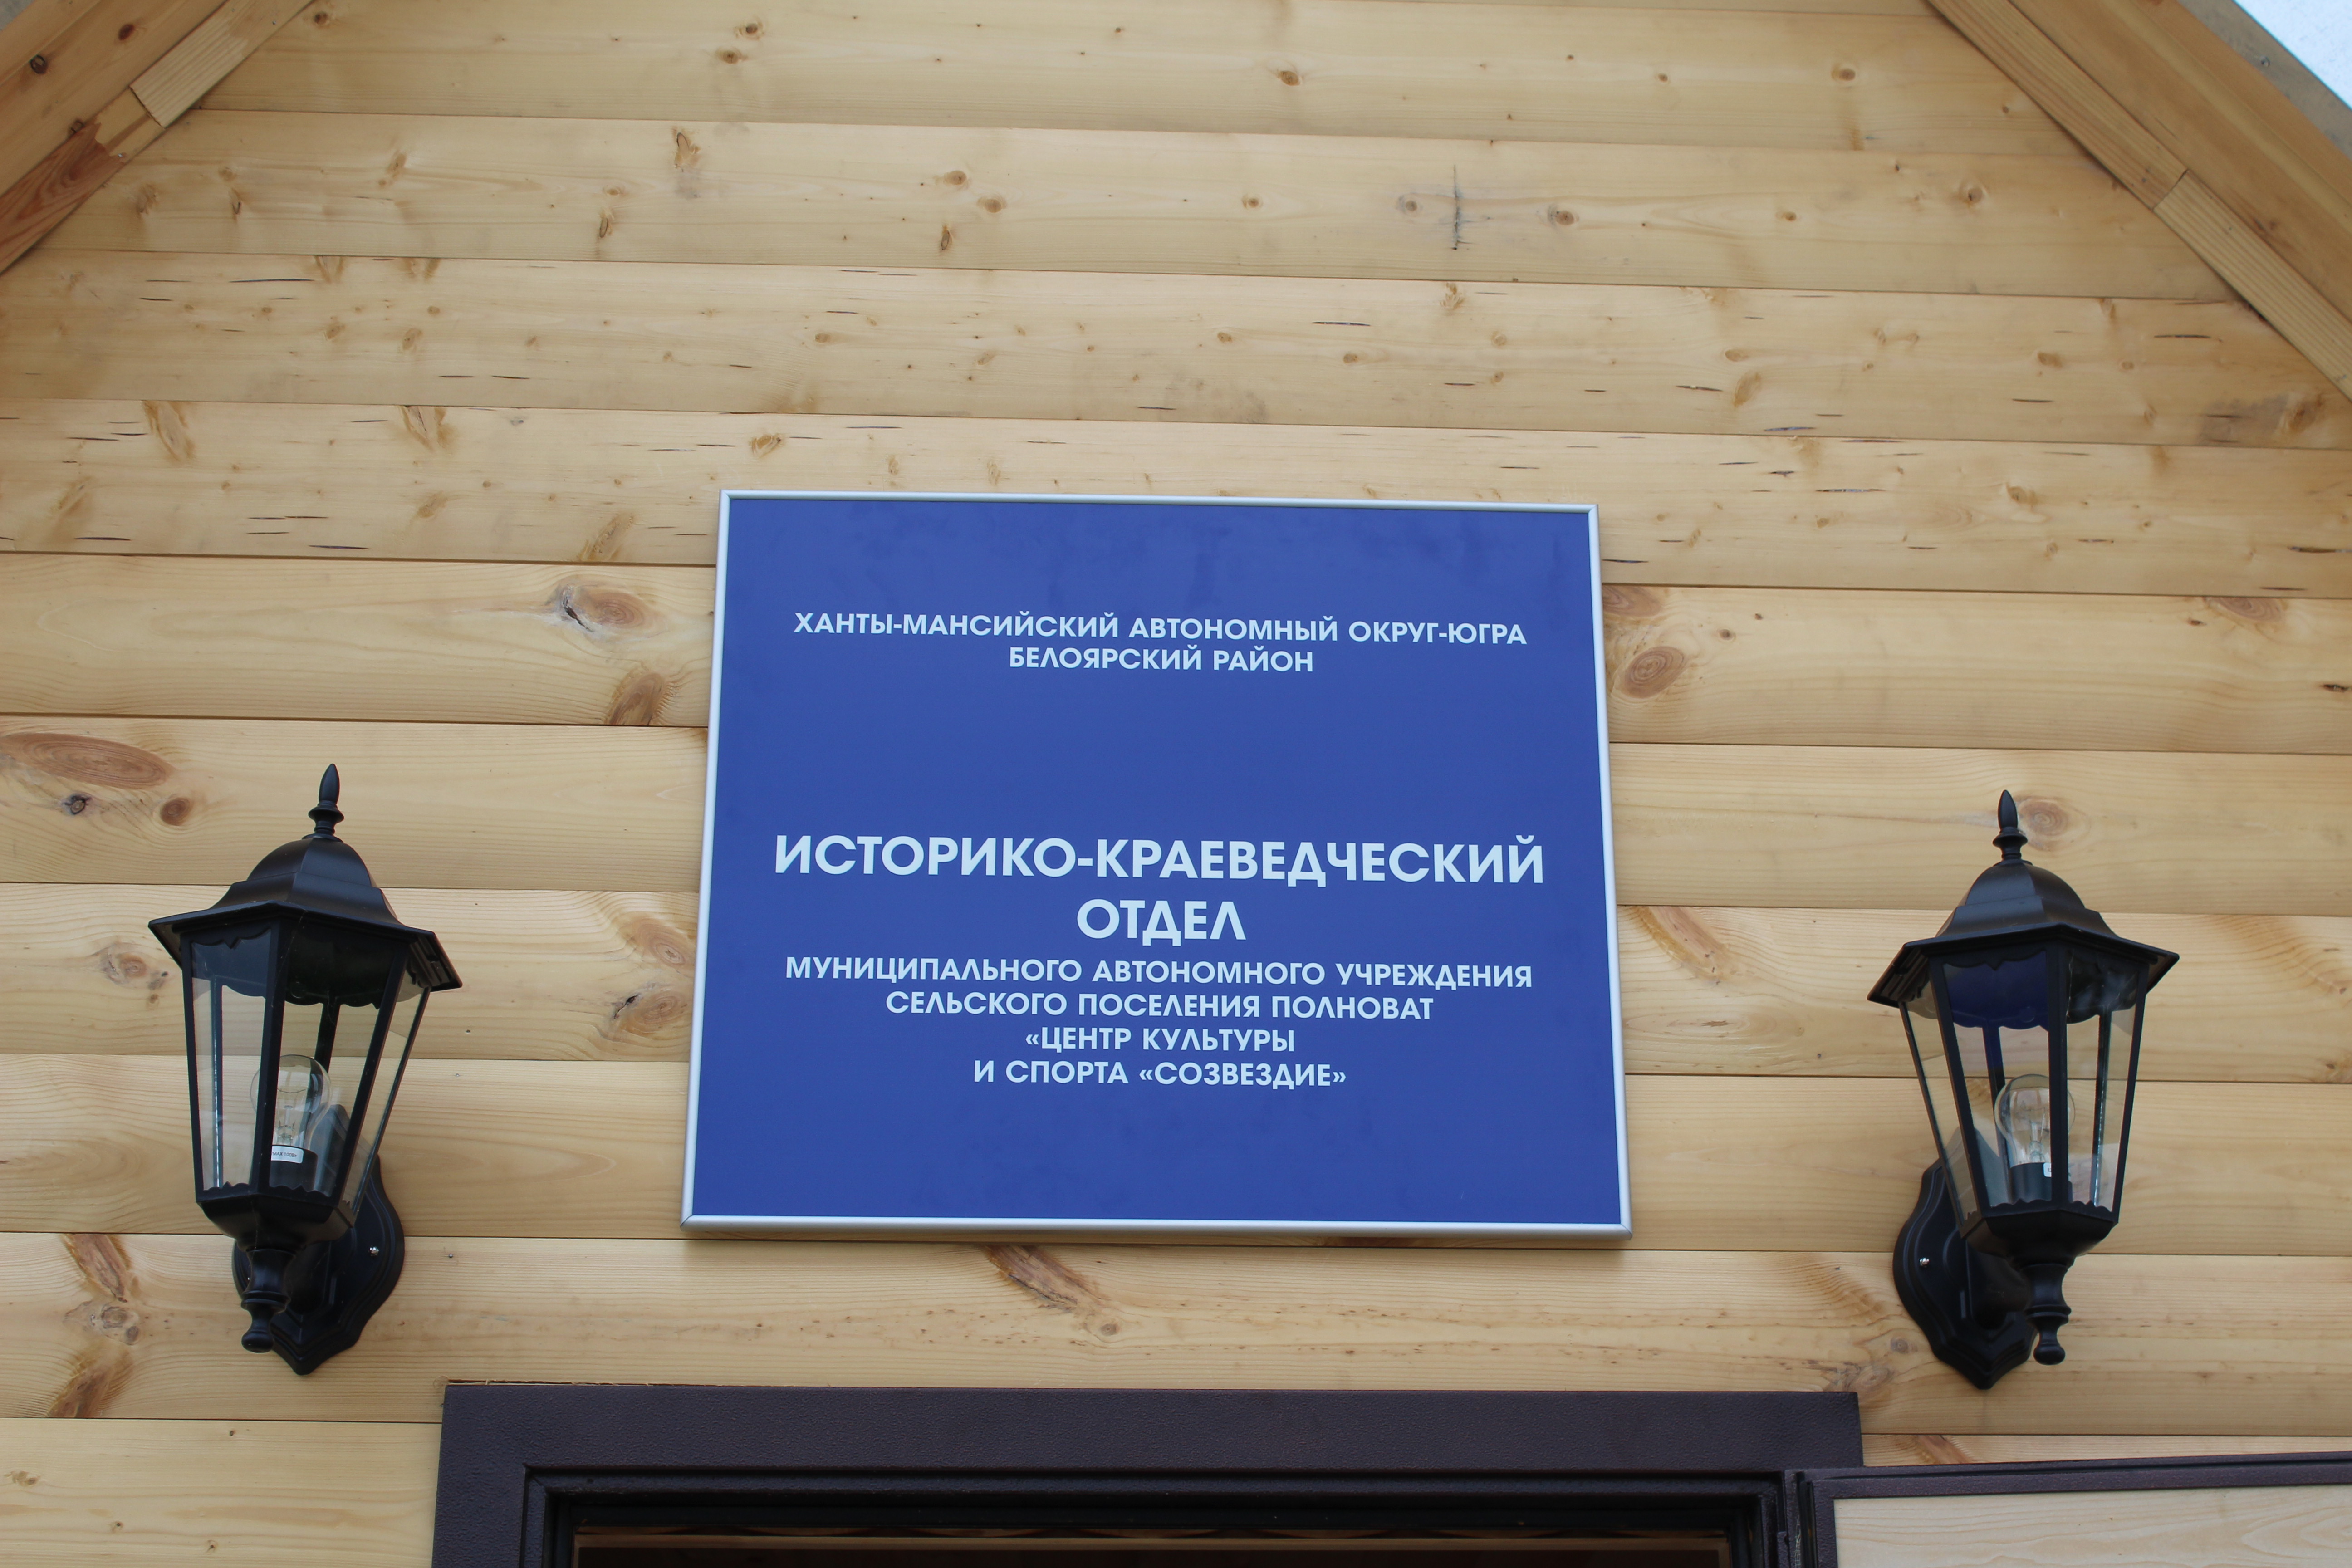 ХАНТЫ-МАНСИЙСКИЙ АВТОНОМНЫЙ ОКРУГ-ЮГРА
БЕЛОЯРСКИЙ РАЙОН
ИСТОРИКО-КРАЕВЕДЧЕСКИЙ
ОТДЕЛ
МУНИЦИПАЛЬНОГО АВТОНОМНОГО УЧРЕЖДЕНИЯ
СЕЛЬСКОГО ПОСЕЛЕНИЯ ПОЛНОВАТ
«ЦЕНТР КУЛЬТУРЫ
И СПОРТА «СОЗВЕЗДИЕ»